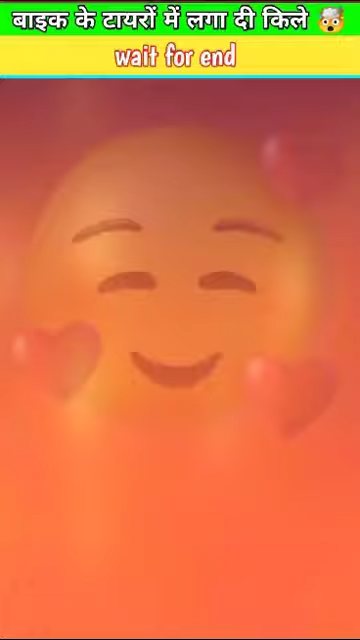 बाइक के टायरों में लगा दी किले 🤯
wait for end